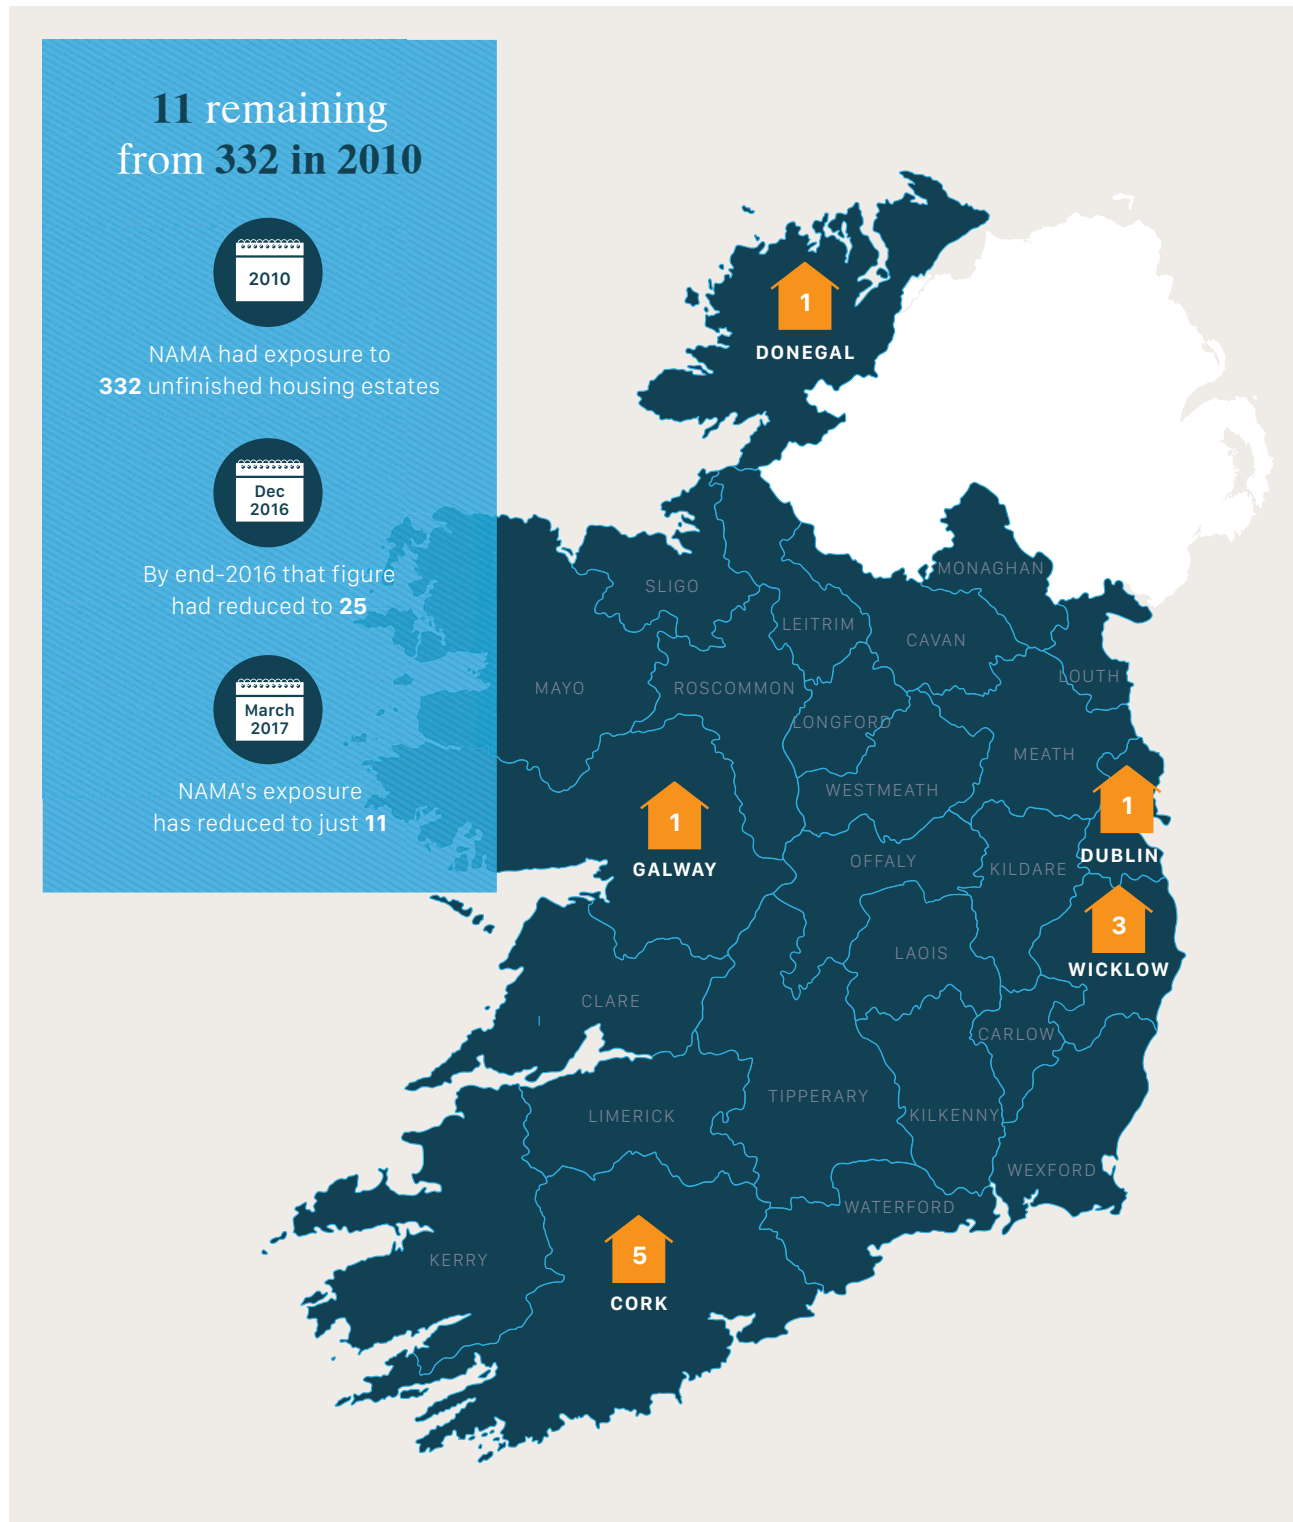 11 remaining
from 332 in 2010
2010
NAMA had exposure to
332 unfinished housing estates
Dec
2016
By end-2016 that figure
had reduced to 25
March
2017
NAMA's exposure
has reduced to just 11
1
DONEGAL
MONAGHAN
SLIGO
LEITRIM
CAVAN
LOUTH
MAYO
ROSCOMMON
LONGFORD
MEATH
WESTMEATH
1
GALWAY
1
DUBLIN
OFFALY
KILDARE
3
WICKLOW
LAOIS
CLARE
CARLOW
TIPPERARY
LIMERICK
KILKENNY
WEXFORD
WATERFORD
KERRY
5
CORK